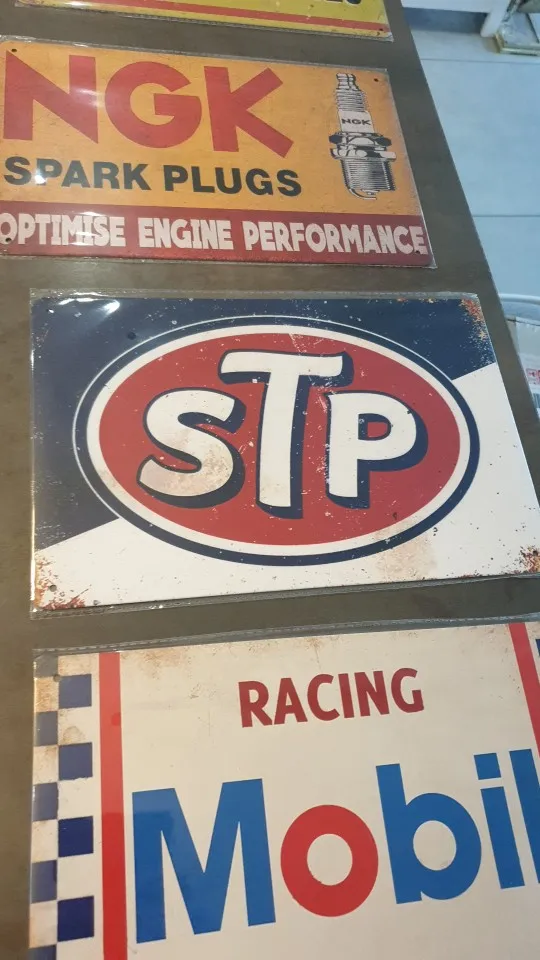 NGK
NGK
SPARK PLUGS
OPTIMISE ENGINE PERFORMANCE
STP
RACING
Mobil